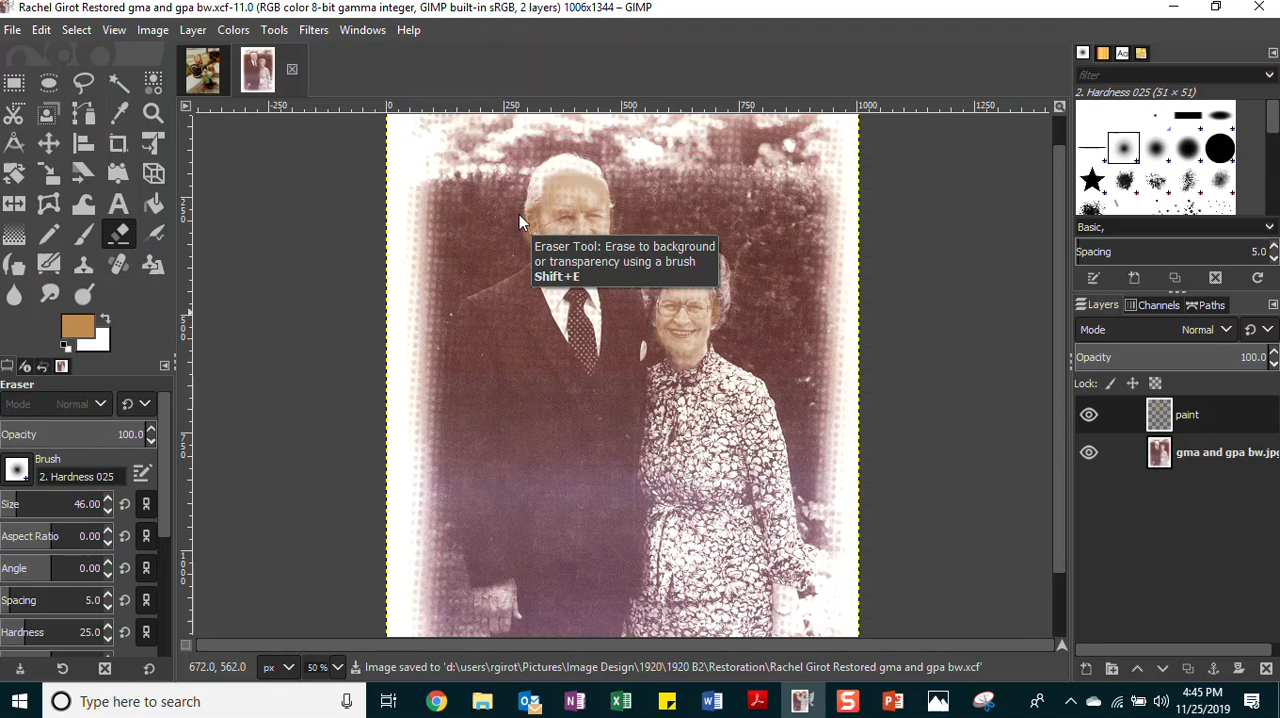 Rachel Girot Restored gma and gpa bw.xcf-11.0 (RGB color 8-bit gamma integer, GIMP built-in sRGB, 2 layers) 1006x1344 – GIMP
File Edit Select View Image Layer Colors Tools Filters Windows Help
filter
2. Hardness 025 (51 × 51)
-250 0 250 500 750 1000 1250
250
500
750
1000
Eraser Tool: Erase to background
or transparency using a brush
Shift+E
Basic,
Spacing 5.0
Layers Channels Paths
Mode Normal
Opacity 100.0
Lock:
paint
gma and gpa bw.jpg
Eraser
Mode Normal
Opacity 100.0
Brush
2. Hardness 025
Size 46.00
Aspect Ratio 0.00
Angle 0.00
Spacing 5.0
Hardness 25.0
672.0, 562.0 px 50 % Image saved to 'd:\users\rgirot\Pictures\Image Design\1920\1920 B2\Restoration\Rachel Girot Restored gma and gpa bw.xcf'
Type here to search
4:45 PM
11/25/2019